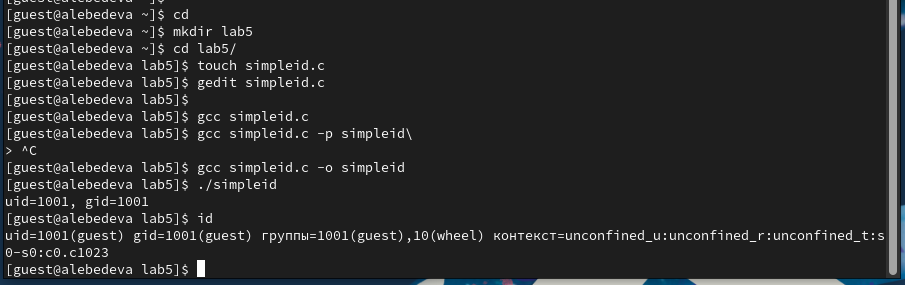 [guest@alebedeva ~]$ cd
[guest@alebedeva ~]$ mkdir lab5
[guest@alebedeva ~]$ cd lab5/
[guest@alebedeva lab5]$ touch simpleid.c
[guest@alebedeva lab5]$ gedit simpleid.c
[guest@alebedeva lab5]$
[guest@alebedeva lab5]$ gcc simpleid.c
[guest@alebedeva lab5]$ gcc simpleid.c -p simpleid\
> ^C
[guest@alebedeva lab5]$ gcc simpleid.c -o simpleid
[guest@alebedeva lab5]$ ./simpleid
uid=1001, gid=1001
[guest@alebedeva lab5]$ id
uid=1001(guest) gid=1001(guest) группы=1001(guest),10(wheel) контекст=unconfined_u:unconfined_r:unconfined_t:s
0-s0:c0.c1023
[guest@alebedeva lab5]$